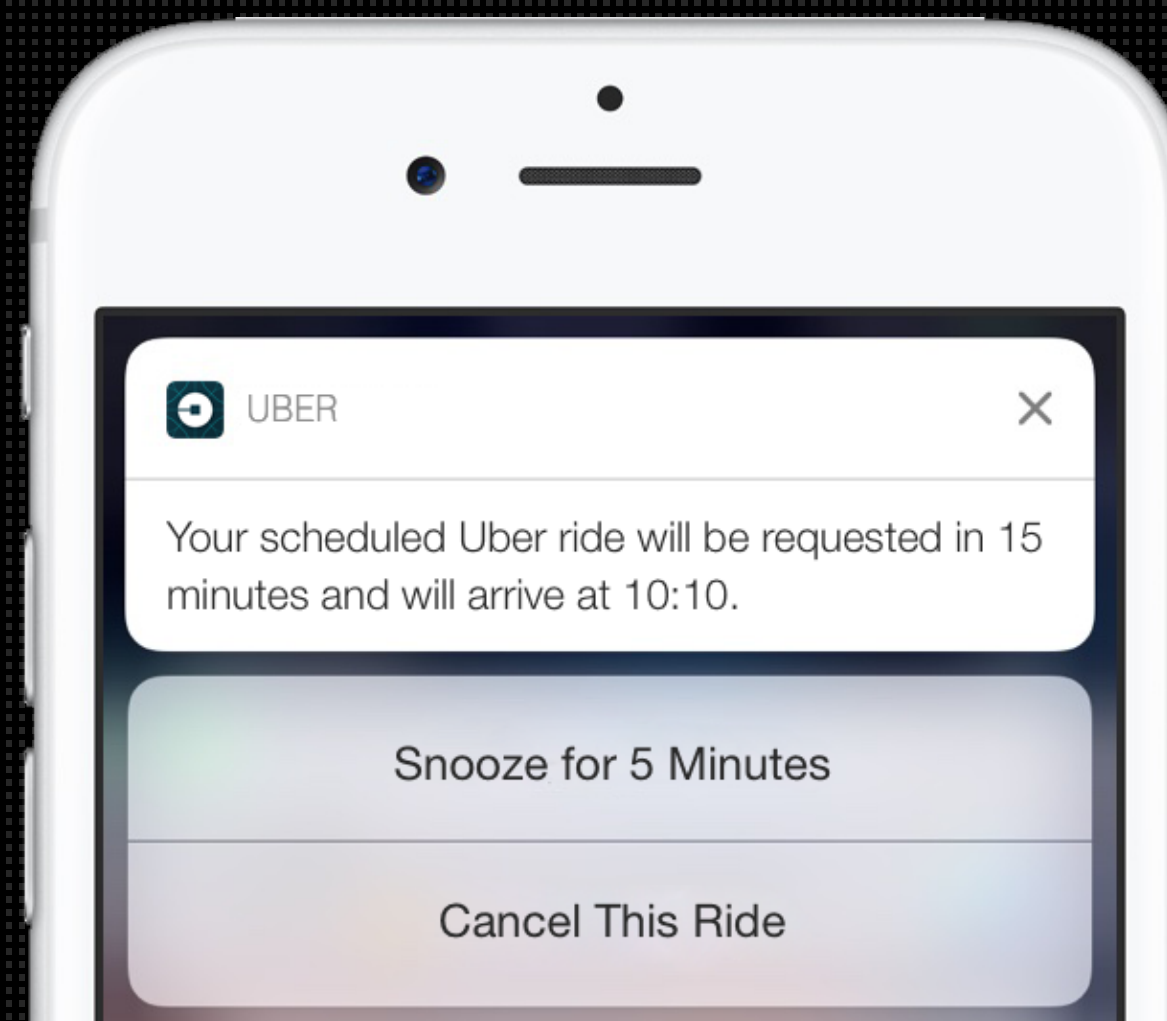 UBER
Your scheduled Uber ride will be requested in 15
minutes and will arrive at 10:10.
Snooze for 5 Minutes
Cancel This Ride